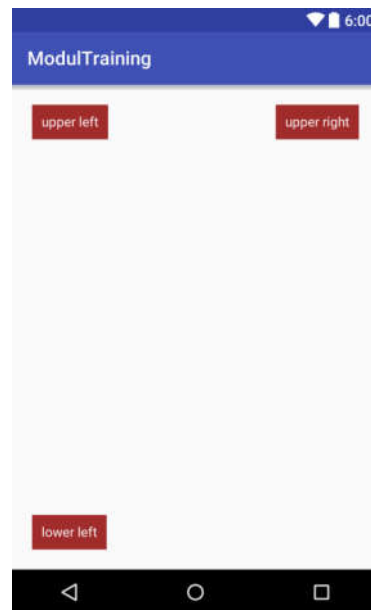 6:00
ModulTraining
upper left
upper right
lower left